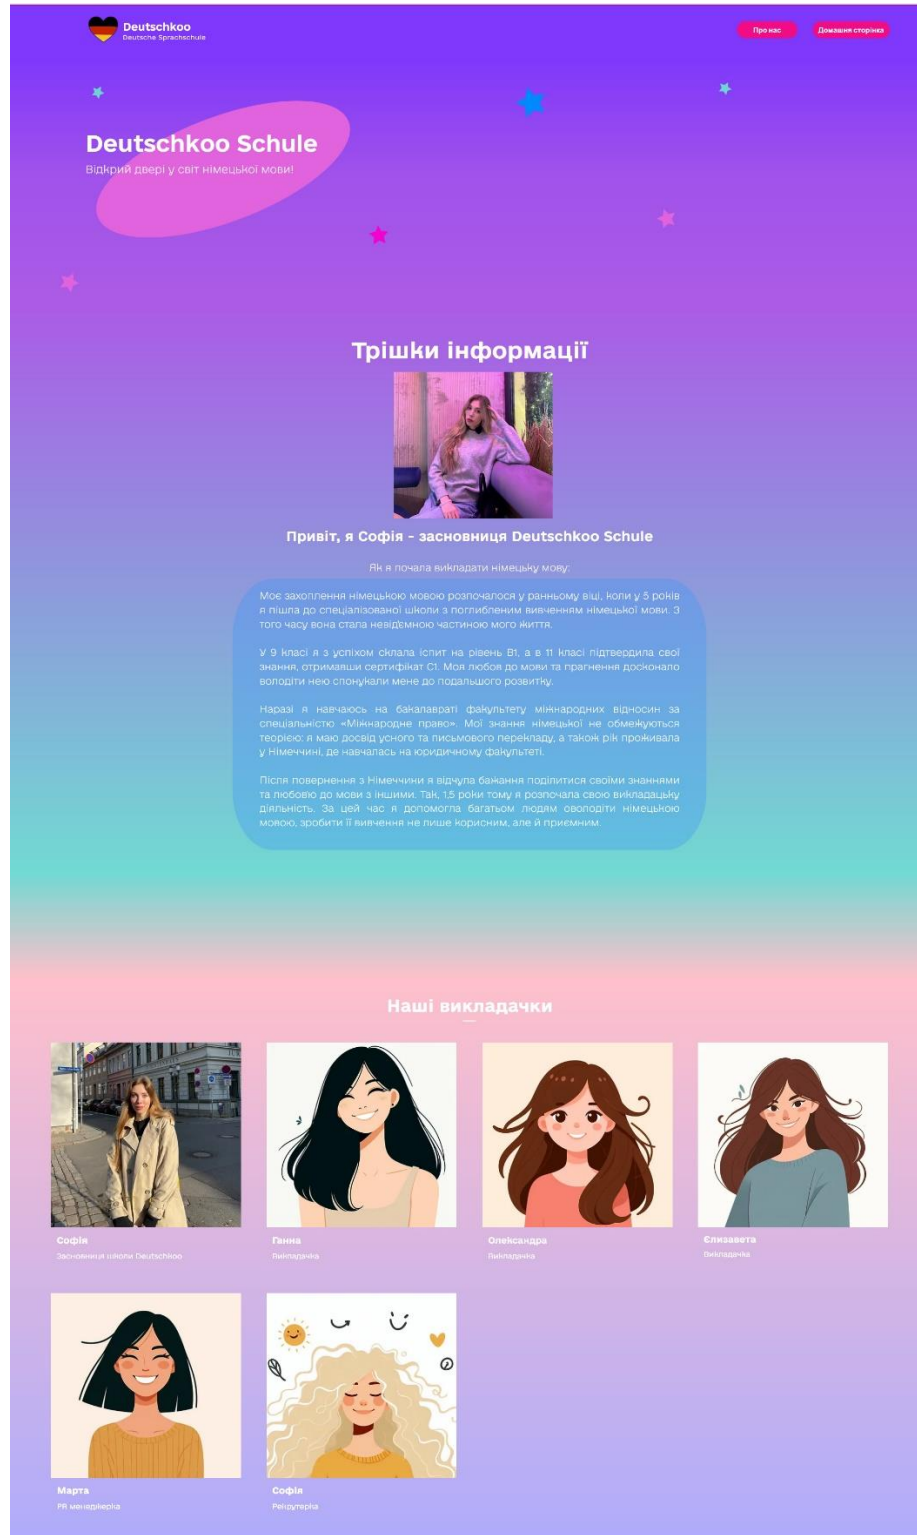 Deutschkoo
Deutsche Sprachschule
Про нас
Домашня сторінка
Deutschkoo Schule
Відкрий двері у світ німецької мови!
Трішки інформації
Привіт, я Софія - засновниця Deutschkoo Schule
Як я почала викладати німецьку мову:
Моє захоплення німецькою мовою розпочалося у ранньому віці, коли у 5 років
я пішла до спеціалізованої школи з поглибленим вивченням німецької мови. З
того часу вона стала невід'ємною частиною мого життя.
У 9 класі я з успіхом склала іспит на рівень B1, а в 11 класі підтвердила свої
знання, отримавши сертифікат C1. Моя любов до мови та прагнення досконало
володіти нею спонукали мене до подальшого розвитку.
Наразі я навчаюсь на бакалавраті факультету міжнародних відносин за
спеціальністю «Міжнародне право». Мої знання німецької не обмежуються
теорією: я маю досвід усного та письмового перекладу, а також рік проживала
у Німеччині, де навчалась на юридичному факультеті.
Після повернення з Німеччини я відчула бажання поділитися своїми знаннями
та любов'ю до мови з іншими. Так, 1,5 роки тому я розпочала свою викладацьку
діяльність. За цей час я допомогла багатьом людям оволодіти німецькою
мовою, зробити її вивчення не лише корисним, але й приємним.
Наші викладачки
Софія
Засновниця школи Deutschkoo
Ганна
Викладачка
Олександра
Викладачка
Єлизавета
Викладачка
Марта
PR менеджерка
Софія
Рекрутерка